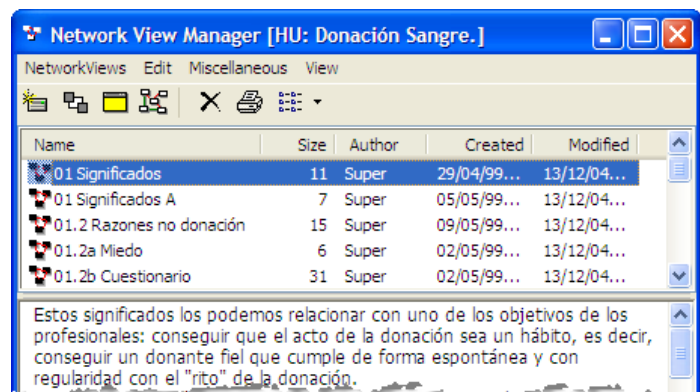 Network View Manager [HU: Donación Sangre.]
NetworkViews Edit Miscellaneous View
Name Size Author Created Modified
01 Significados 11 Super 29/04/99... 13/12/04...
01 Significados A 7 Super 05/05/99... 13/12/04...
01.2 Razones no donación 15 Super 09/05/99... 13/12/04...
01.2a Miedo 6 Super 02/05/99... 13/12/04...
01.2b Cuestionario 31 Super 02/05/99... 13/12/04...
Estos significados los podemos relacionar con uno de los objetivos de los
profesionales: conseguir que el acto de la donación sea un hábito, es decir,
conseguir un donante fiel que cumple de forma espontánea y con
regularidad con el "rito" de la donación.